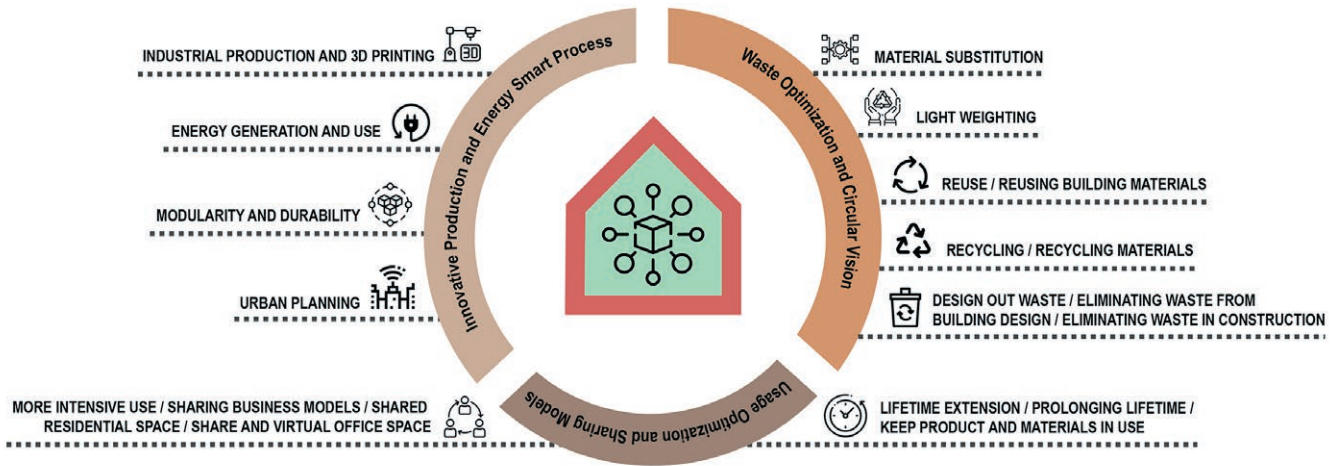 INDUSTRIAL PRODUCTION AND 3D PRINTING
3D
ENERGY GENERATION AND USE
MODULARITY AND DURABILITY
URBAN PLANNING
MORE INTENSIVE USE / SHARING BUSINESS MODELS / SHARED
RESIDENTIAL SPACE / SHARE AND VIRTUAL OFFICE SPACE
Innovative Production and Energy Smart Process
Waste Optimization and Circular Vision
Usage Optimization and Sharing Models
MATERIAL SUBSTITUTION
LIGHT WEIGHTING
REUSE / REUSING BUILDING MATERIALS
RECYCLING / RECYCLING MATERIALS
DESIGN OUT WASTE / ELIMINATING WASTE FROM
BUILDING DESIGN / ELIMINATING WASTE IN CONSTRUCTION
LIFETIME EXTENSION / PROLONGING LIFETIME /
KEEP PRODUCT AND MATERIALS IN USE